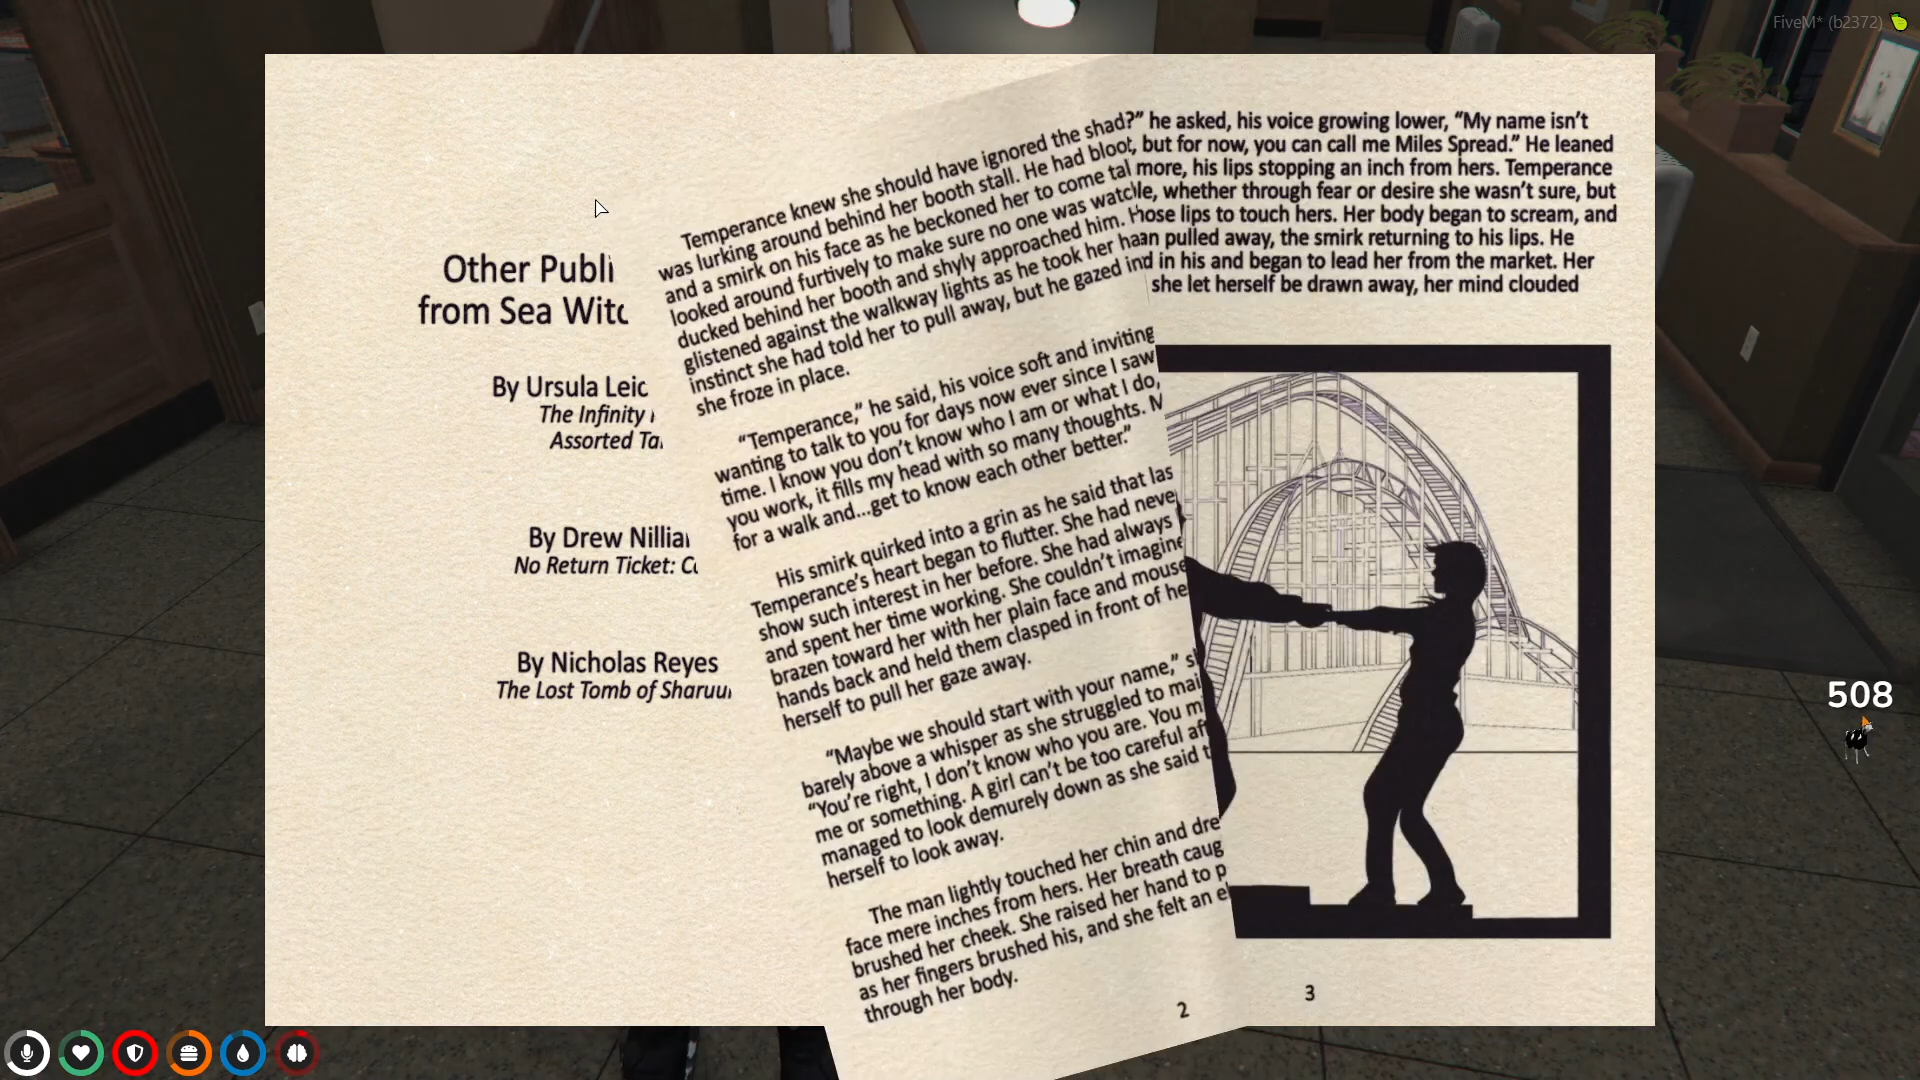 FiveM* (b2372)
Other Publi
from Sea Witc
By Ursula Leic
The Infinity
Assorted Ta
By Drew Nillia
No Return Ticket: C
By Nicholas Reyes
The Lost Tomb of Sharuu
Temperance knew she should have ignored the shad
was lurking around behind her booth stall. He had bloo
and a smirk on his face as he beckoned her to come tal
looked around furtively to make sure no one was watc
ducked behind her booth and shyly approached him. H
glistened against the walkway lights as he took her ha
instinct she had told her to pull away, but he gazed in
she froze in place.
“Temperance,” he said, his voice soft and inviting
wanting to talk to you for days now ever since I saw
time. I know you don’t know who I am or what I do,
you work, it fills my head with so many thoughts. M
for a walk and...get to know each other better.”
His smirk quirked into a grin as he said that las
Temperance’s heart began to flutter. She had neve
show such interest in her before. She had always
and spent her time working. She couldn’t imagine
brazen toward her with her plain face and mouse
hands back and held them clasped in front of he
herself to pull her gaze away.
“Maybe we should start with your name,” s
barely above a whisper as she struggled to mai
“You’re right, I don’t know who you are. You mi
me or something. A girl can’t be too careful aft
managed to look demurely down as she said t
herself to look away.
The man lightly touched her chin and dre
face mere inches from hers. Her breath caug
brushed her cheek. She raised her hand to p
as her fingers brushed his, and she felt an el
through her body.
2
?” he asked, his voice growing lower, “My name isn’t
, but for now, you can call me Miles Spread.” He leaned
more, his lips stopping an inch from hers. Temperance
le, whether through fear or desire she wasn’t sure, but
hose lips to touch hers. Her body began to scream, and
an pulled away, the smirk returning to his lips. He
d in his and began to lead her from the market. Her
she let herself be drawn away, her mind clouded
3
508